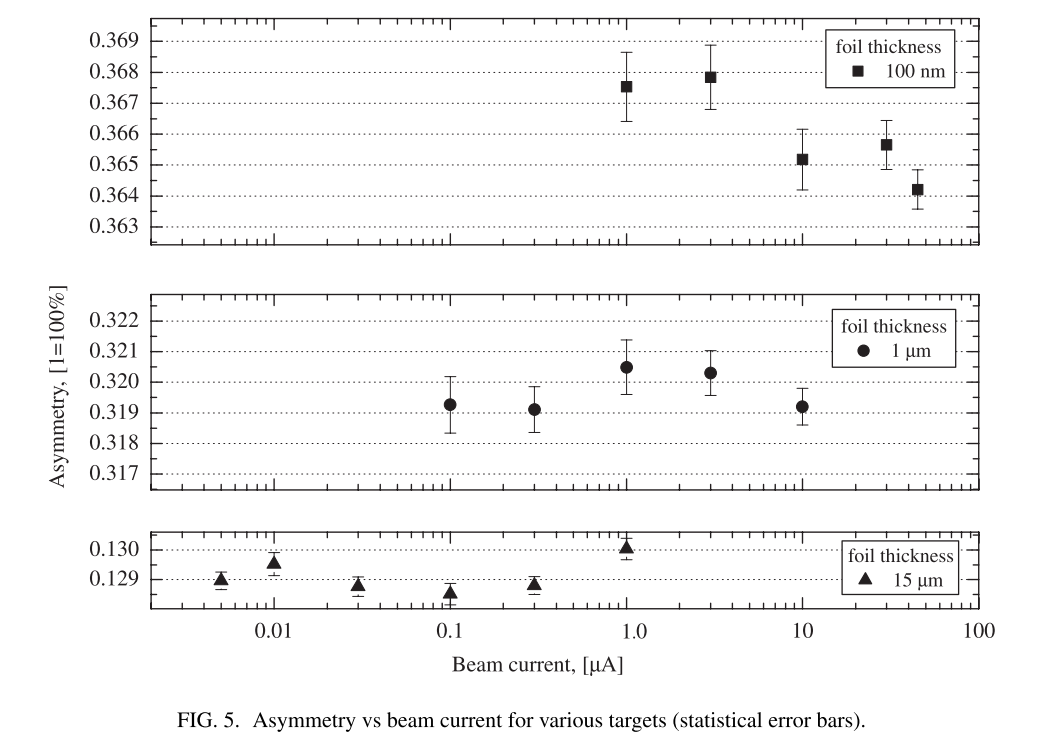 0.369
0.368
0.367
0.366
0.365
0.364
0.363
foil thickness
100 nm
Asymmetry, [1=100%]
0.322
0.321
0.320
0.319
0.318
0.317
foil thickness
1 μm
0.130
0.129
foil thickness
15 μm
0.01 0.1 1.0 10 100
Beam current, [μA]
FIG. 5. Asymmetry vs beam current for various targets (statistical error bars).